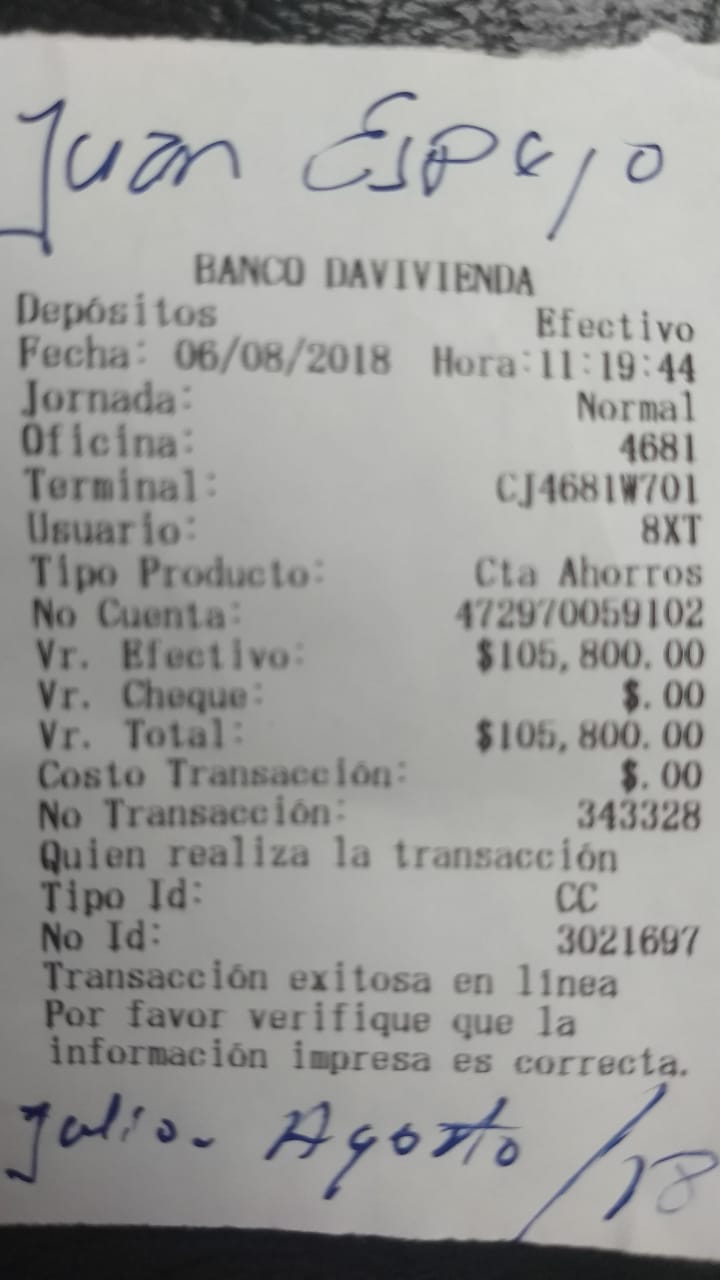 Juan Espejo
BANCO DAVIVIENDA
Depósitos Efectivo
Fecha: 06/08/2018 Hora:11:19:44
Jornada: Normal
Oficina: 4681
Terminal: CJ4681W701
Usuario: 8XT
Tipo Producto: Cta Ahorros
No Cuenta: 472970059102
Vr. Efectivo: $105,800.00
Vr. Cheque: $.00
Vr. Total: $105,800.00
Costo Transacción: $.00
No Transacción: 343328
Quien realiza la transacción
Tipo Id: CC
No Id: 3021697
Transacción exitosa en línea
Por favor verifique que la
información impresa es correcta.
Julio. Agosto /18